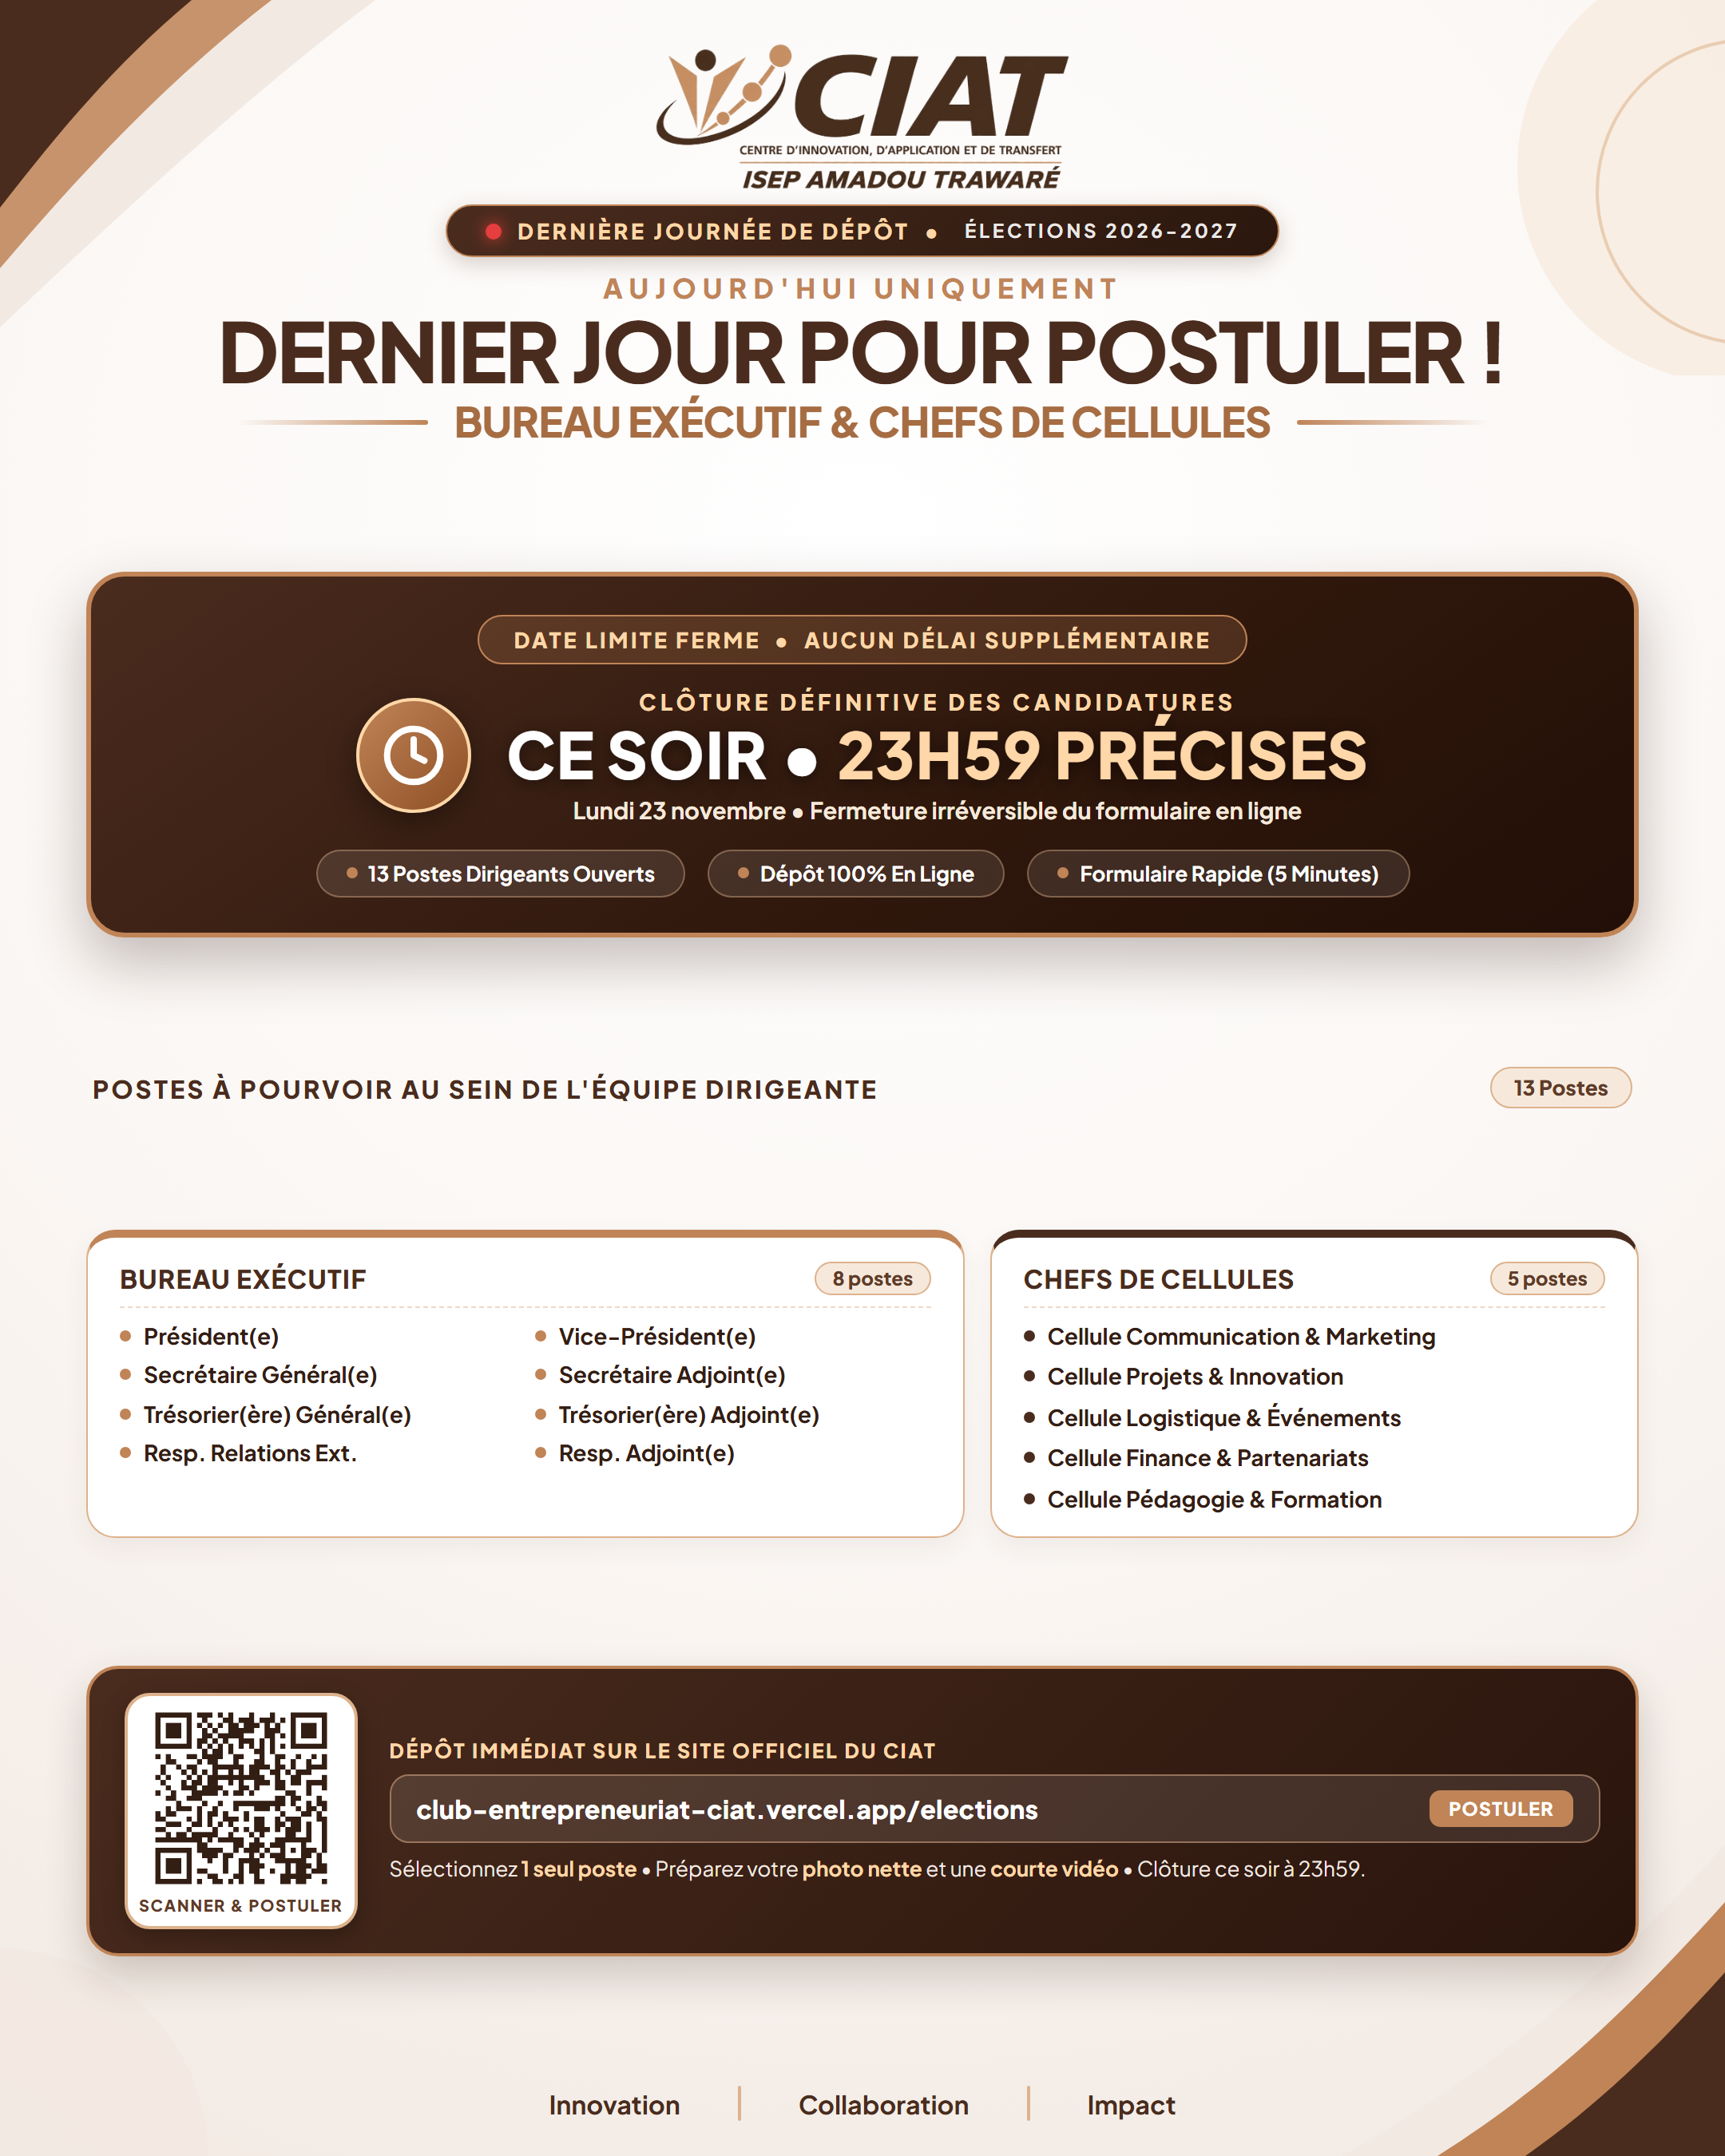 CIAT
CENTRE D'INNOVATION, D'APPLICATION ET DE TRANSFERT
ISEP AMADOU TRAWARÉ
DERNIÈRE JOURNÉE DE DÉPÔT ● ÉLECTIONS 2026-2027
AUJOURD'HUI UNIQUEMENT
DERNIER JOUR POUR POSTULER !
BUREAU EXÉCUTIF & CHEFS DE CELLULES
DATE LIMITE FERME ● AUCUN DÉLAI SUPPLÉMENTAIRE
CLÔTURE DÉFINITIVE DES CANDIDATURES
CE SOIR ● 23H59 PRÉCISES
Lundi 23 novembre ● Fermeture irréversible du formulaire en ligne
13 Postes Dirigeants Ouverts
Dépôt 100% En Ligne
Formulaire Rapide (5 Minutes)
POSTES À POURVOIR AU SEIN DE L'ÉQUIPE DIRIGEANTE
13 Postes
BUREAU EXÉCUTIF
8 postes
Président(e)
Vice-Président(e)
Secrétaire Général(e)
Secrétaire Adjoint(e)
Trésorier(ère) Général(e)
Trésorier(ère) Adjoint(e)
Resp. Relations Ext.
Resp. Adjoint(e)
CHEFS DE CELLULES
5 postes
Cellule Communication & Marketing
Cellule Projets & Innovation
Cellule Logistique & Événements
Cellule Finance & Partenariats
Cellule Pédagogie & Formation
SCANNER & POSTULER
DÉPÔT IMMÉDIAT SUR LE SITE OFFICIEL DU CIAT
club-entrepreneuriat-ciat.vercel.app/elections
POSTULER
Sélectionnez 1 seul poste ● Préparez votre photo nette et une courte vidéo ● Clôture ce soir à 23h59.
Innovation
Collaboration
Impact